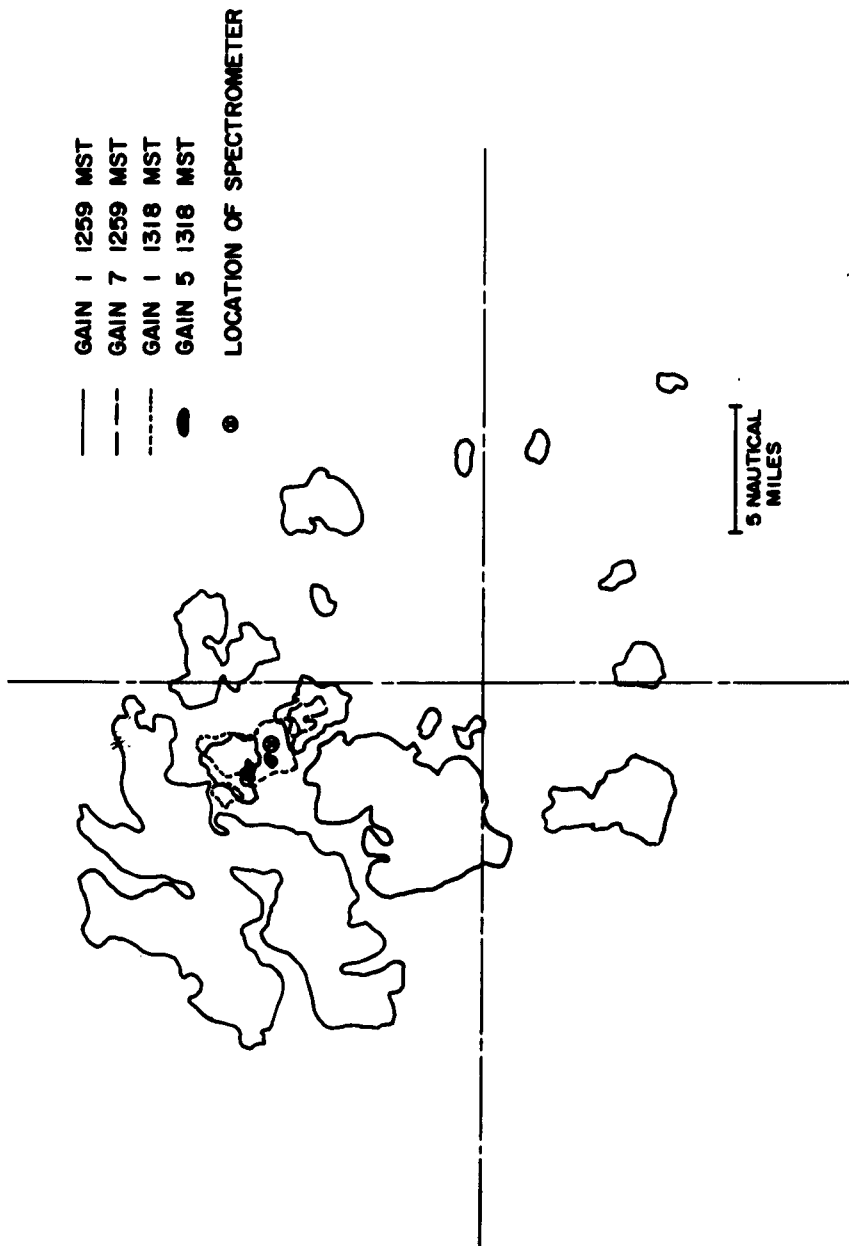 GAIN 1 1259 MST
GAIN 7 1259 MST
GAIN 1 1318 MST
GAIN 5 1318 MST
LOCATION OF SPECTROMETER
5 NAUTICAL
MILES